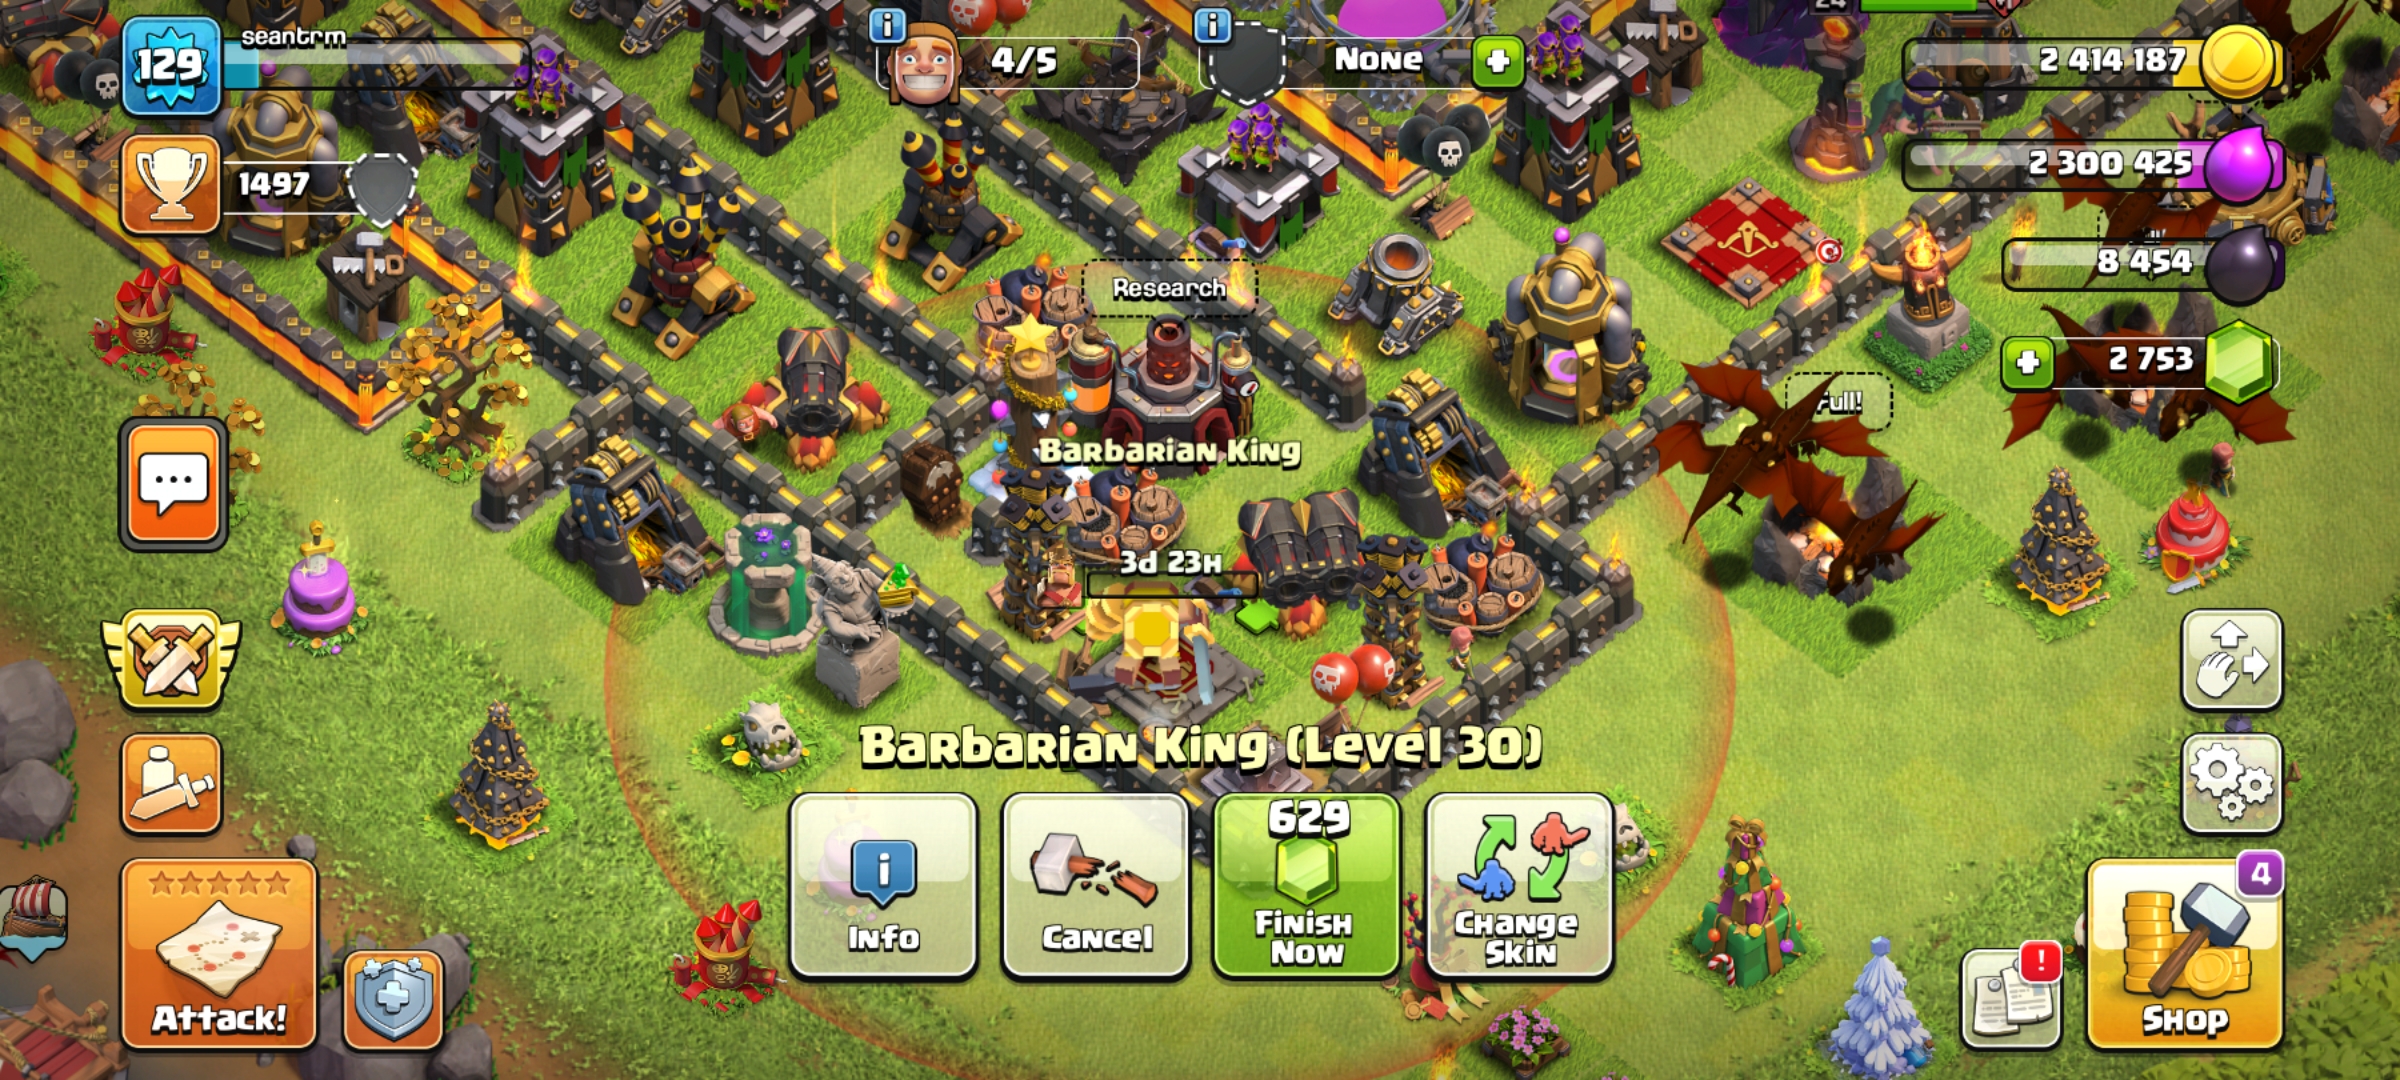 129
seantrm
4/5
None
24
2 414 187
1497
2 300 425
8 454
2 753
Research
Full!
Barbarian King
3d 23h
Barbarian King (Level 30)
Info
Cancel
629
Finish
Now
Change
Skin
Attack!
!
4
Shop